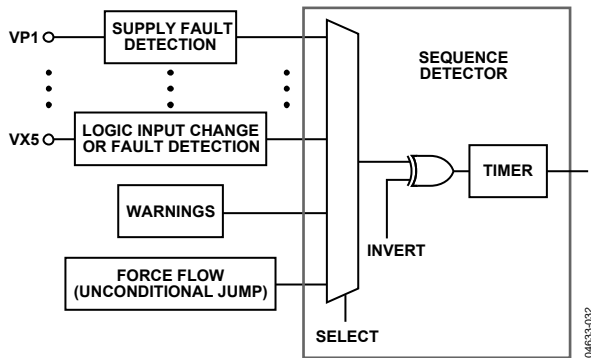 VP1
SUPPLY FAULT
DETECTION
SEQUENCE
DETECTOR
VX5
LOGIC INPUT CHANGE
OR FAULT DETECTION
TIMER
WARNINGS
INVERT
FORCE FLOW
(UNCONDITIONAL JUMP)
SELECT
04633-032